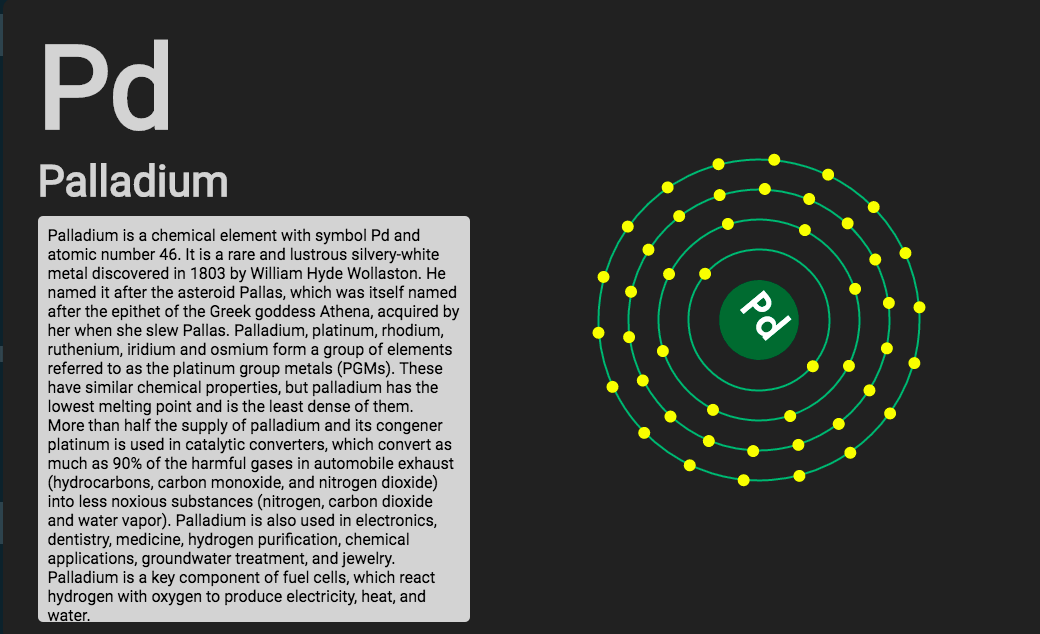 Pd
Palladium
Palladium is a chemical element with symbol Pd and
atomic number 46. It is a rare and lustrous silvery-white
metal discovered in 1803 by William Hyde Wollaston. He
named it after the asteroid Pallas, which was itself named
after the epithet of the Greek goddess Athena, acquired by
her when she slew Pallas. Palladium, platinum, rhodium,
ruthenium, iridium and osmium form a group of elements
referred to as the platinum group metals (PGMs). These
have similar chemical properties, but palladium has the
lowest melting point and is the least dense of them.
More than half the supply of palladium and its congener
platinum is used in catalytic converters, which convert as
much as 90% of the harmful gases in automobile exhaust
(hydrocarbons, carbon monoxide, and nitrogen dioxide)
into less noxious substances (nitrogen, carbon dioxide
and water vapor). Palladium is also used in electronics,
dentistry, medicine, hydrogen purification, chemical
applications, groundwater treatment, and jewelry.
Palladium is a key component of fuel cells, which react
hydrogen with oxygen to produce electricity, heat, and
water.
Pd